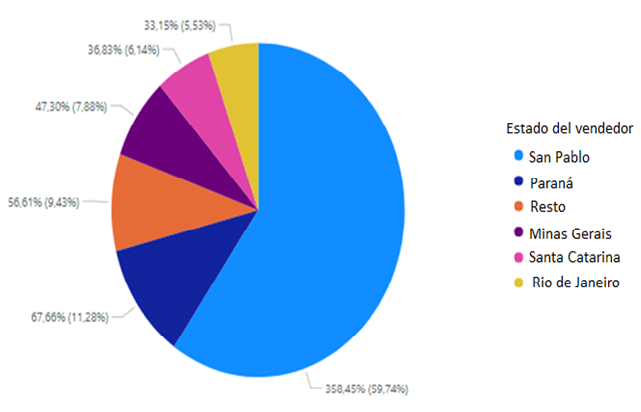 33,15% (5,53%)
36,83% (6,14%)
47,30% (7,88%)
56,61% (9,43%)
67,66% (11,28%)
358,45% (59,74%)
Estado del vendedor
San Pablo
Paraná
Resto
Minas Gerais
Santa Catarina
Rio de Janeiro